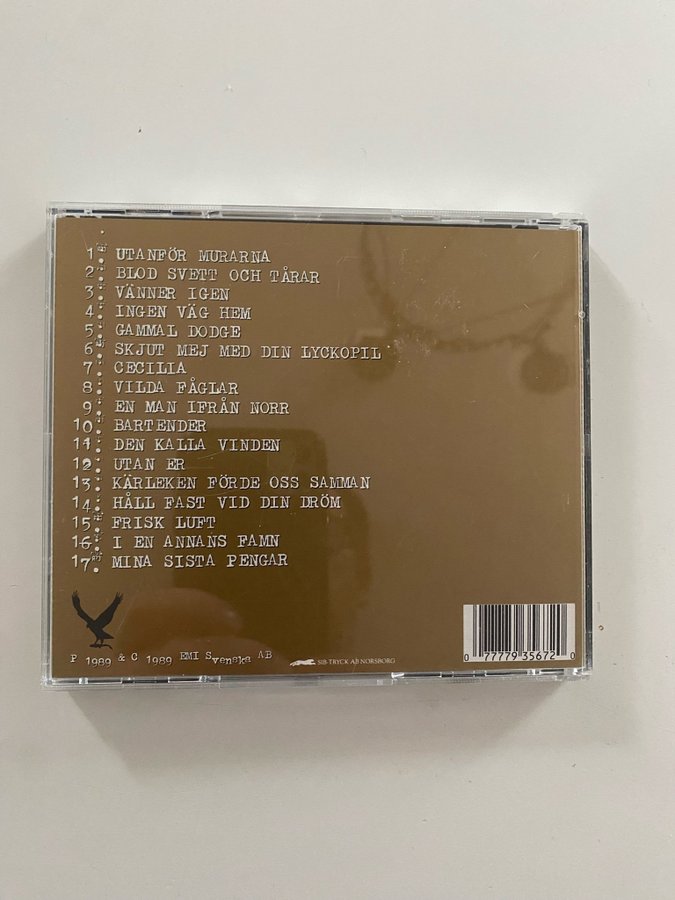 1. UTANFÖR MURARNA
2. BLOD SVETT OCH TÅRAR
3. VÄNNER IGEN
4. INGEN VÄG HEM
5. GAMMAL DODGE
6. SKJUT MEJ MED DIN LYCKOPIL
7. CECILIA
8. VILDA FÅGLAR
9. EN MAN IFRÅN NORR
10. BARTENDER
11. DEN KALLA VINDEN
12. UTAN ER
13. KÄRLEKEN FÖRDE OSS SAMMAN
14. HÅLL FAST VID DIN DRÖM
15. FRISK LUFT
16. I EN ANNANS FAMN
17. MINA SISTA PENGAR
P 1989 & C 1989 EMI Svenska AB
SIB-TRYCK AB NORSBORG
0 77779 35672 0